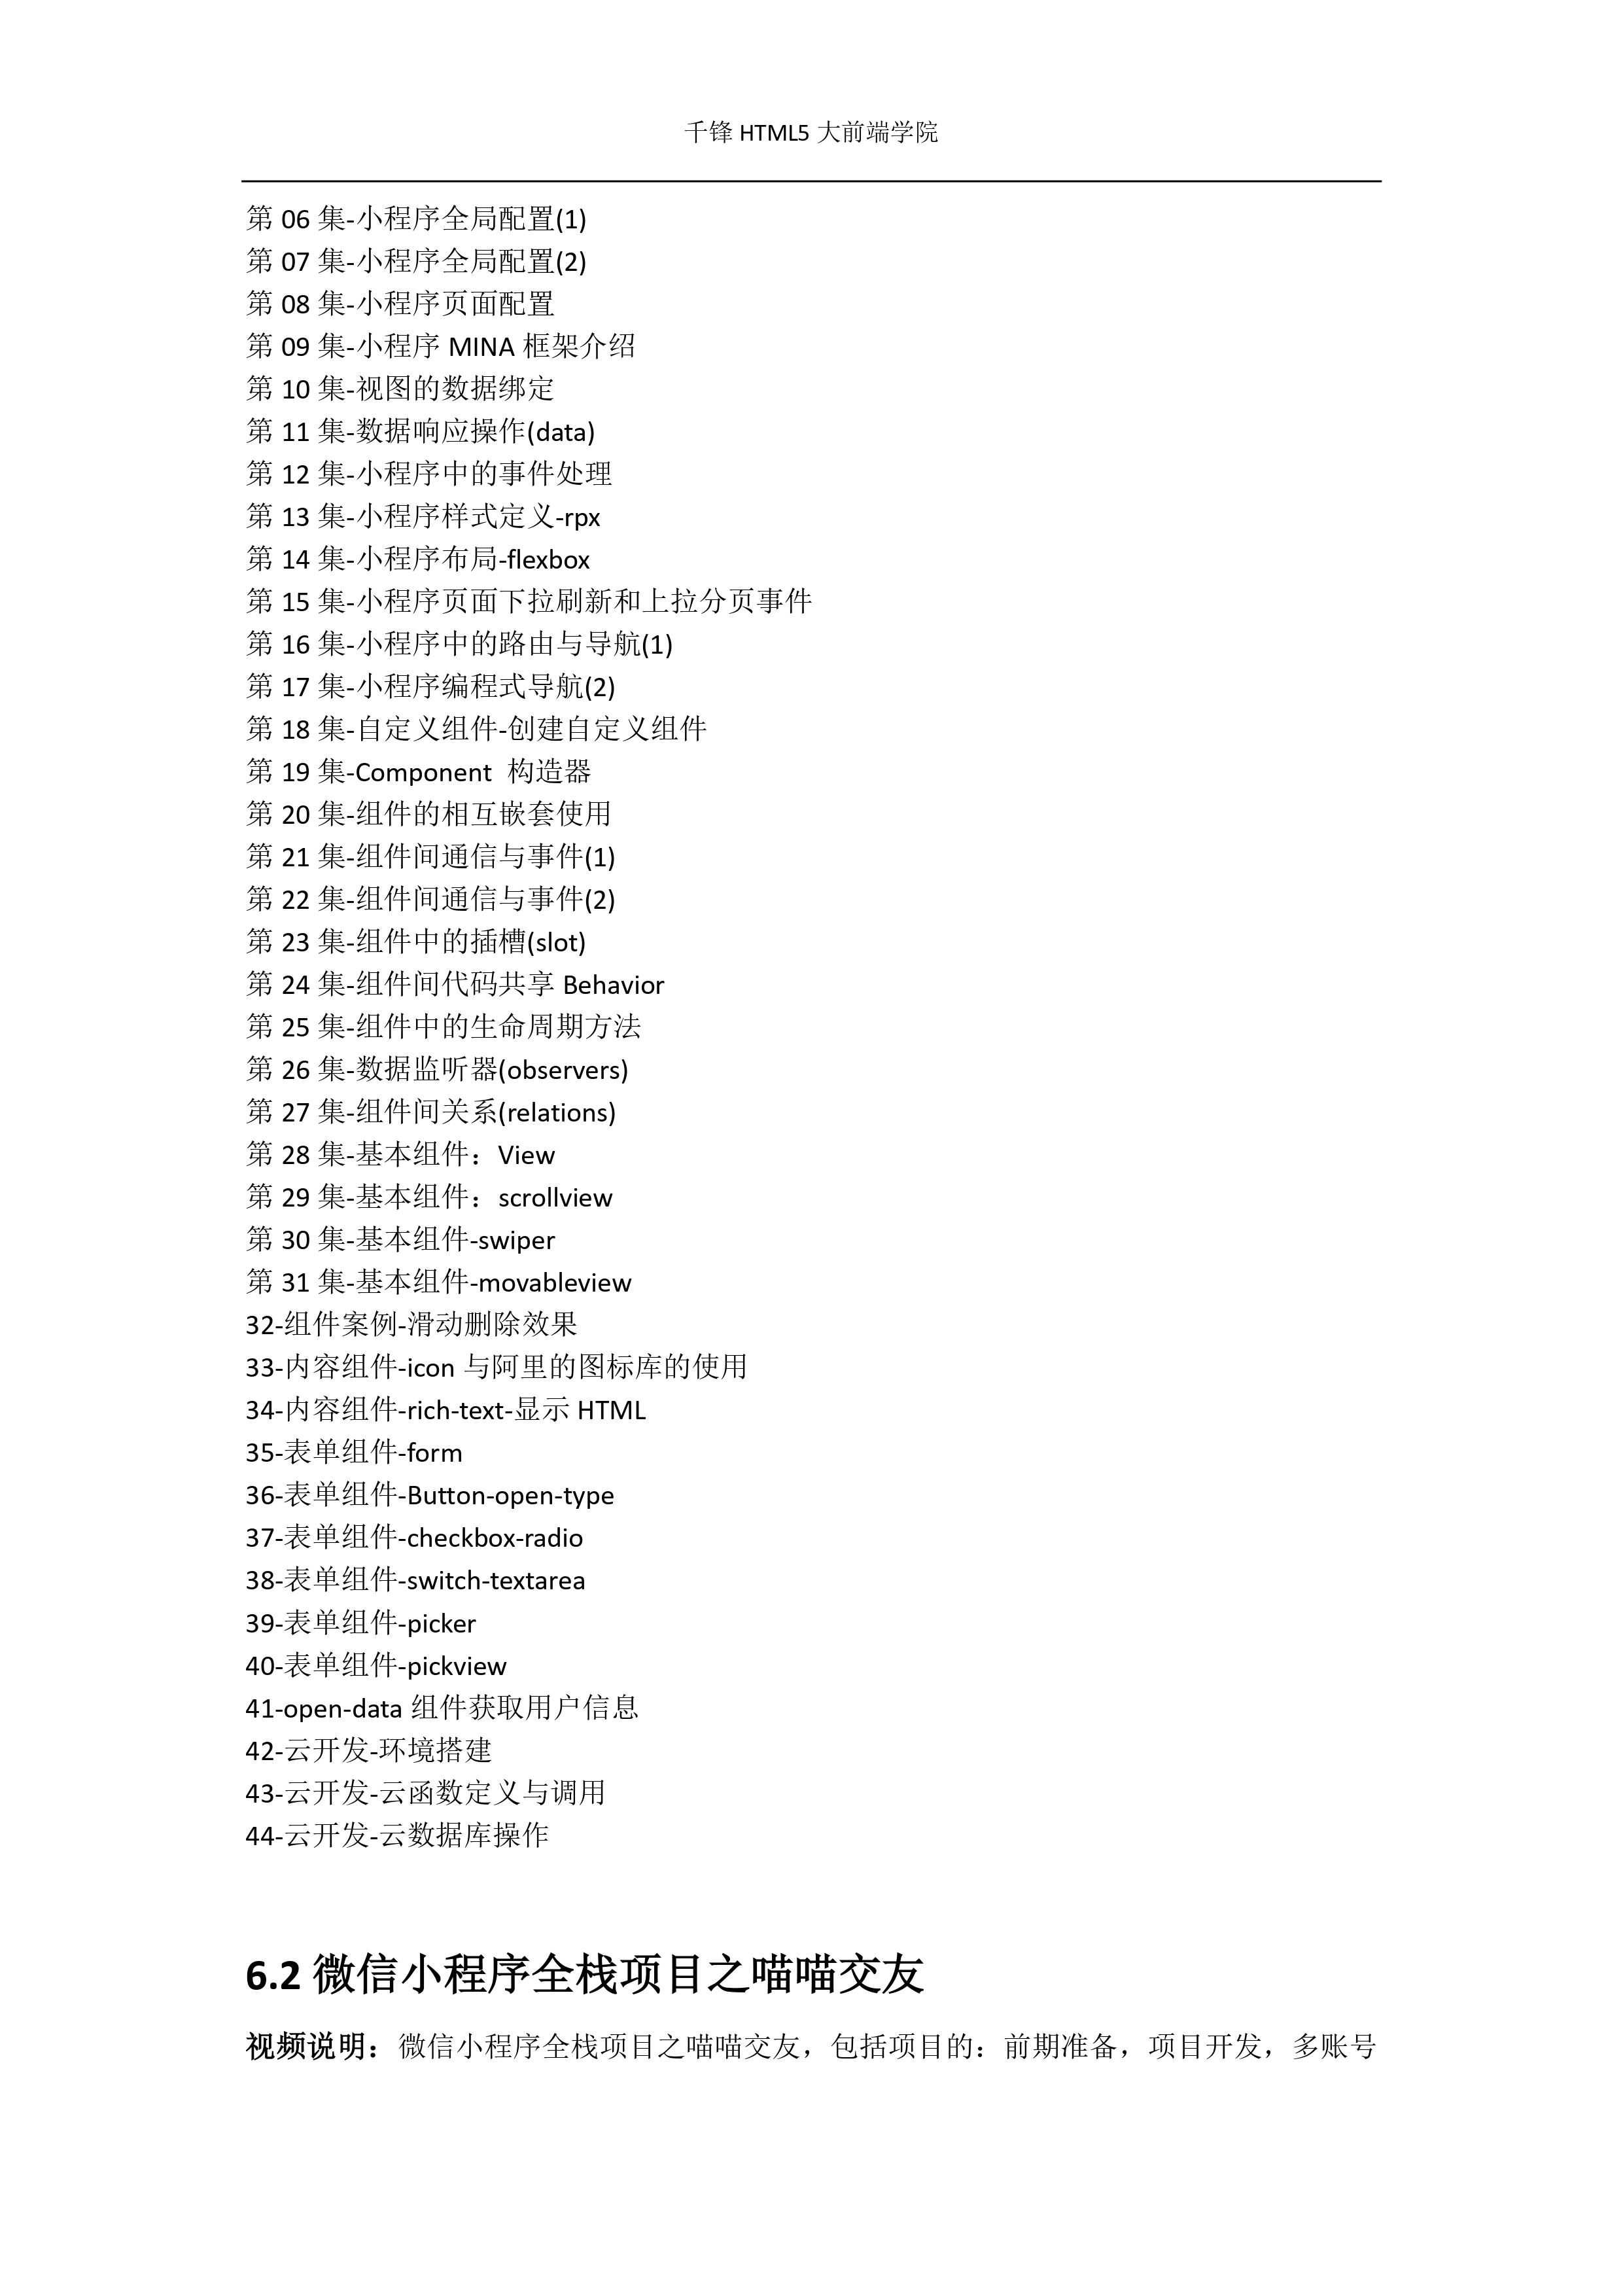 千锋 HTML5 大前端学院
第 06 集-小程序全局配置(1)
第 07 集-小程序全局配置(2)
第 08 集-小程序页面配置
第 09 集-小程序 MINA 框架介绍
第 10 集-视图的数据绑定
第 11 集-数据响应操作(data)
第 12 集-小程序中的事件处理
第 13 集-小程序样式定义-rpx
第 14 集-小程序布局-flexbox
第 15 集-小程序页面下拉刷新和上拉分页事件
第 16 集-小程序中的路由与导航(1)
第 17 集-小程序编程式导航(2)
第 18 集-自定义组件-创建自定义组件
第 19 集-Component 构造器
第 20 集-组件的相互嵌套使用
第 21 集-组件间通信与事件(1)
第 22 集-组件间通信与事件(2)
第 23 集-组件中的插槽(slot)
第 24 集-组件间代码共享 Behavior
第 25 集-组件中的生命周期方法
第 26 集-数据监听器(observers)
第 27 集-组件间关系(relations)
第 28 集-基本组件：View
第 29 集-基本组件：scrollview
第 30 集-基本组件-swiper
第 31 集-基本组件-movableview
32-组件案例-滑动删除效果
33-内容组件-icon 与阿里的图标库的使用
34-内容组件-rich-text-显示 HTML
35-表单组件-form
36-表单组件-Button-open-type
37-表单组件-checkbox-radio
38-表单组件-switch-textarea
39-表单组件-picker
40-表单组件-pickview
41-open-data 组件获取用户信息
42-云开发-环境搭建
43-云开发-云函数定义与调用
44-云开发-云数据库操作
6.2 微信小程序全栈项目之喵喵交友
视频说明：微信小程序全栈项目之喵喵交友，包括项目的：前期准备，项目开发，多账号